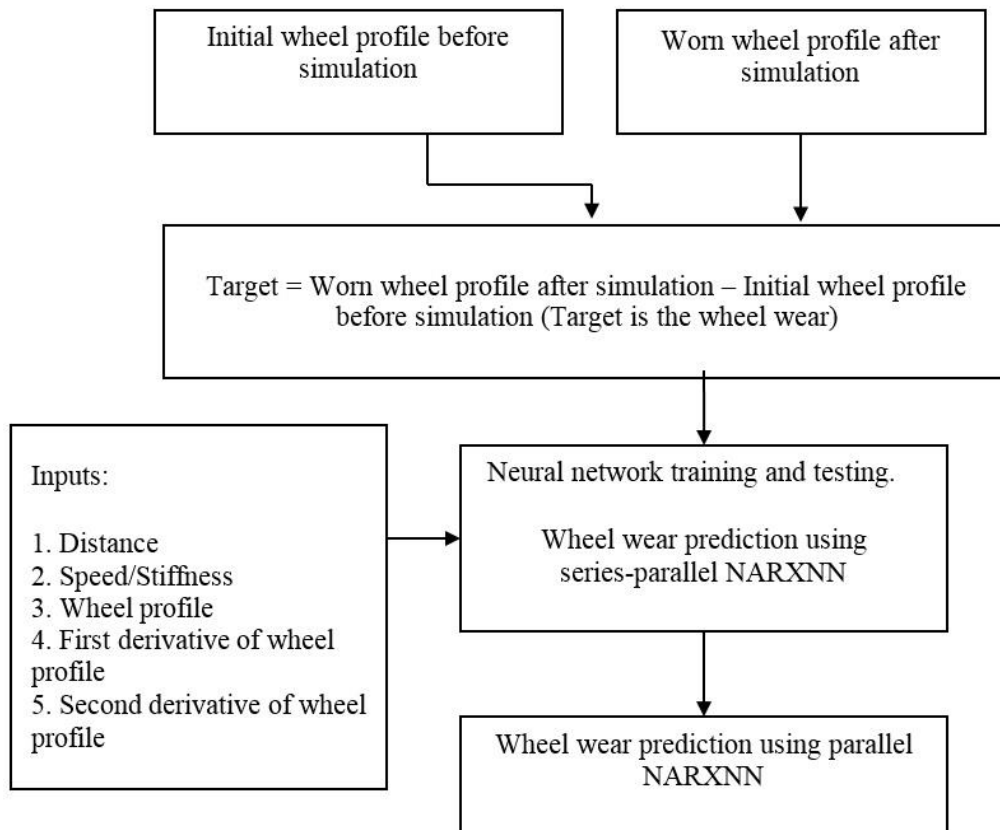 Initial wheel profile before
simulation
Worn wheel profile after
simulation
Target = Worn wheel profile after simulation – Initial wheel profile
before simulation (Target is the wheel wear)
Inputs:
1. Distance
2. Speed/Stiffness
3. Wheel profile
4. First derivative of wheel
profile
5. Second derivative of wheel
profile
Neural network training and testing.
Wheel wear prediction using
series-parallel NARXNN
Wheel wear prediction using parallel
NARXNN